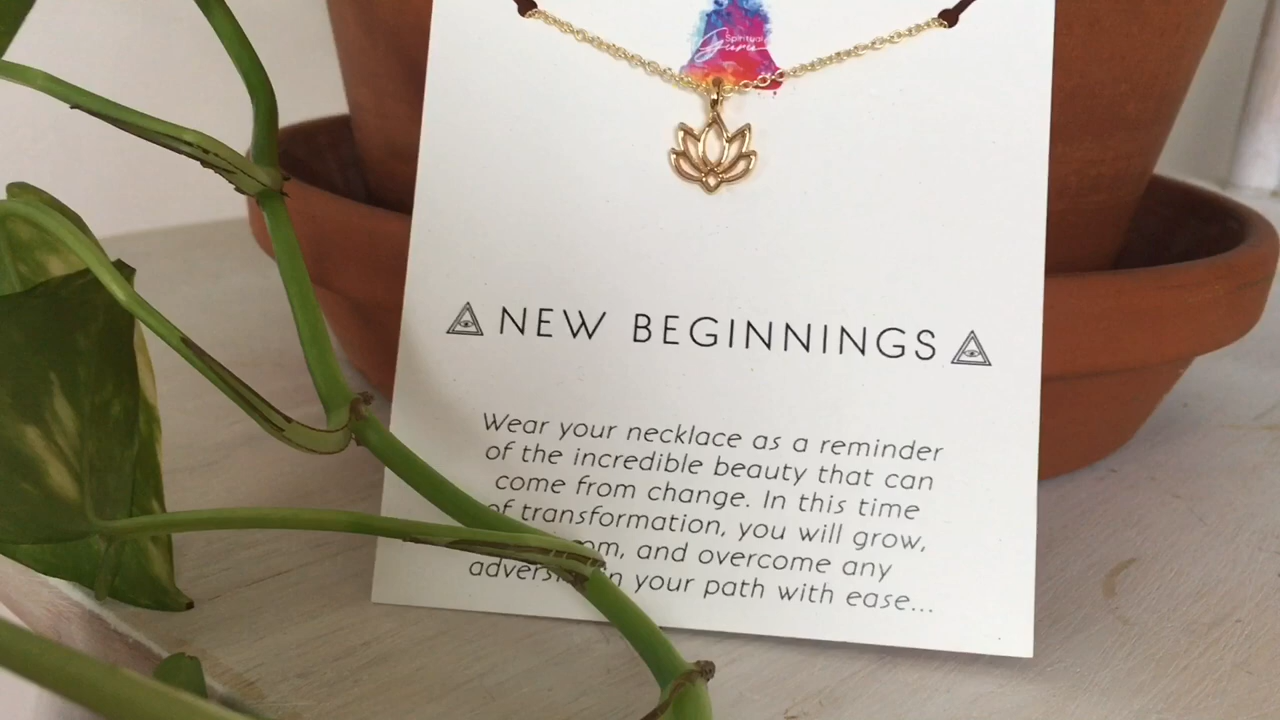 Spiritual
Guru
NEW BEGINNINGS
Wear your necklace as a reminder
of the incredible beauty that can
come from change. In this time
of transformation, you will grow,
and overcome any
your path with ease...